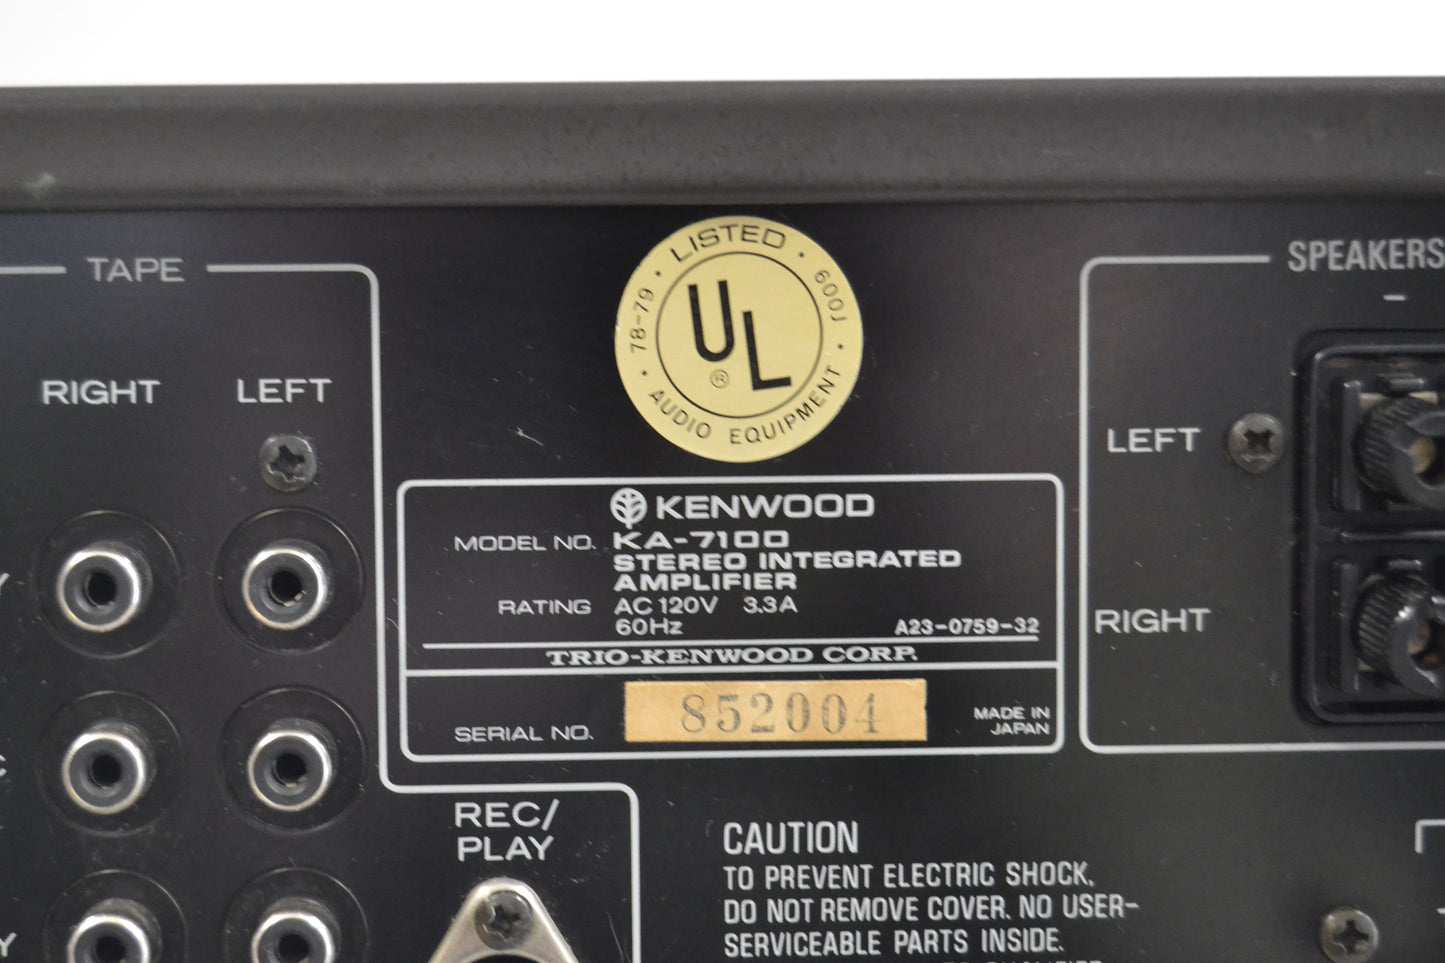 TAPE
RIGHT LEFT
LISTED
78-79
600J
UL
®
AUDIO EQUIPMENT
SPEAKERS
-
LEFT
RIGHT
KENWOOD
MODEL NO. KA-7100
STEREO INTEGRATED
AMPLIFIER
RATING AC 120V 3.3A
60Hz A23-0759-32
TRIO-KENWOOD CORP.
SERIAL NO. 852004
MADE IN
JAPAN
REC/
PLAY
CAUTION
TO PREVENT ELECTRIC SHOCK,
DO NOT REMOVE COVER. NO USER-
SERVICEABLE PARTS INSIDE.